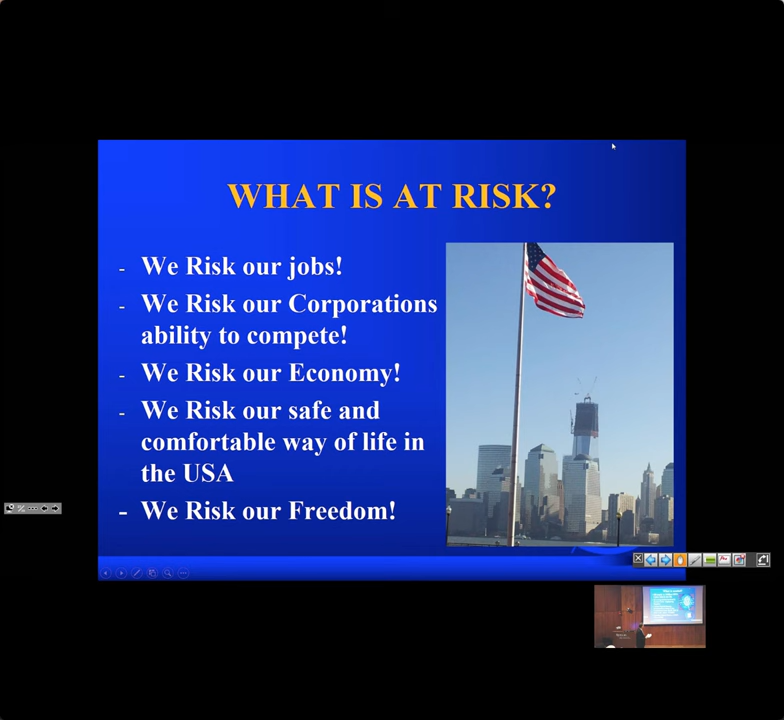 WHAT IS AT RISK?
- We Risk our jobs!
- We Risk our Corporations
ability to compete!
- We Risk our Economy!
- We Risk our safe and
comfortable way of life in
the USA
- We Risk our Freedom!